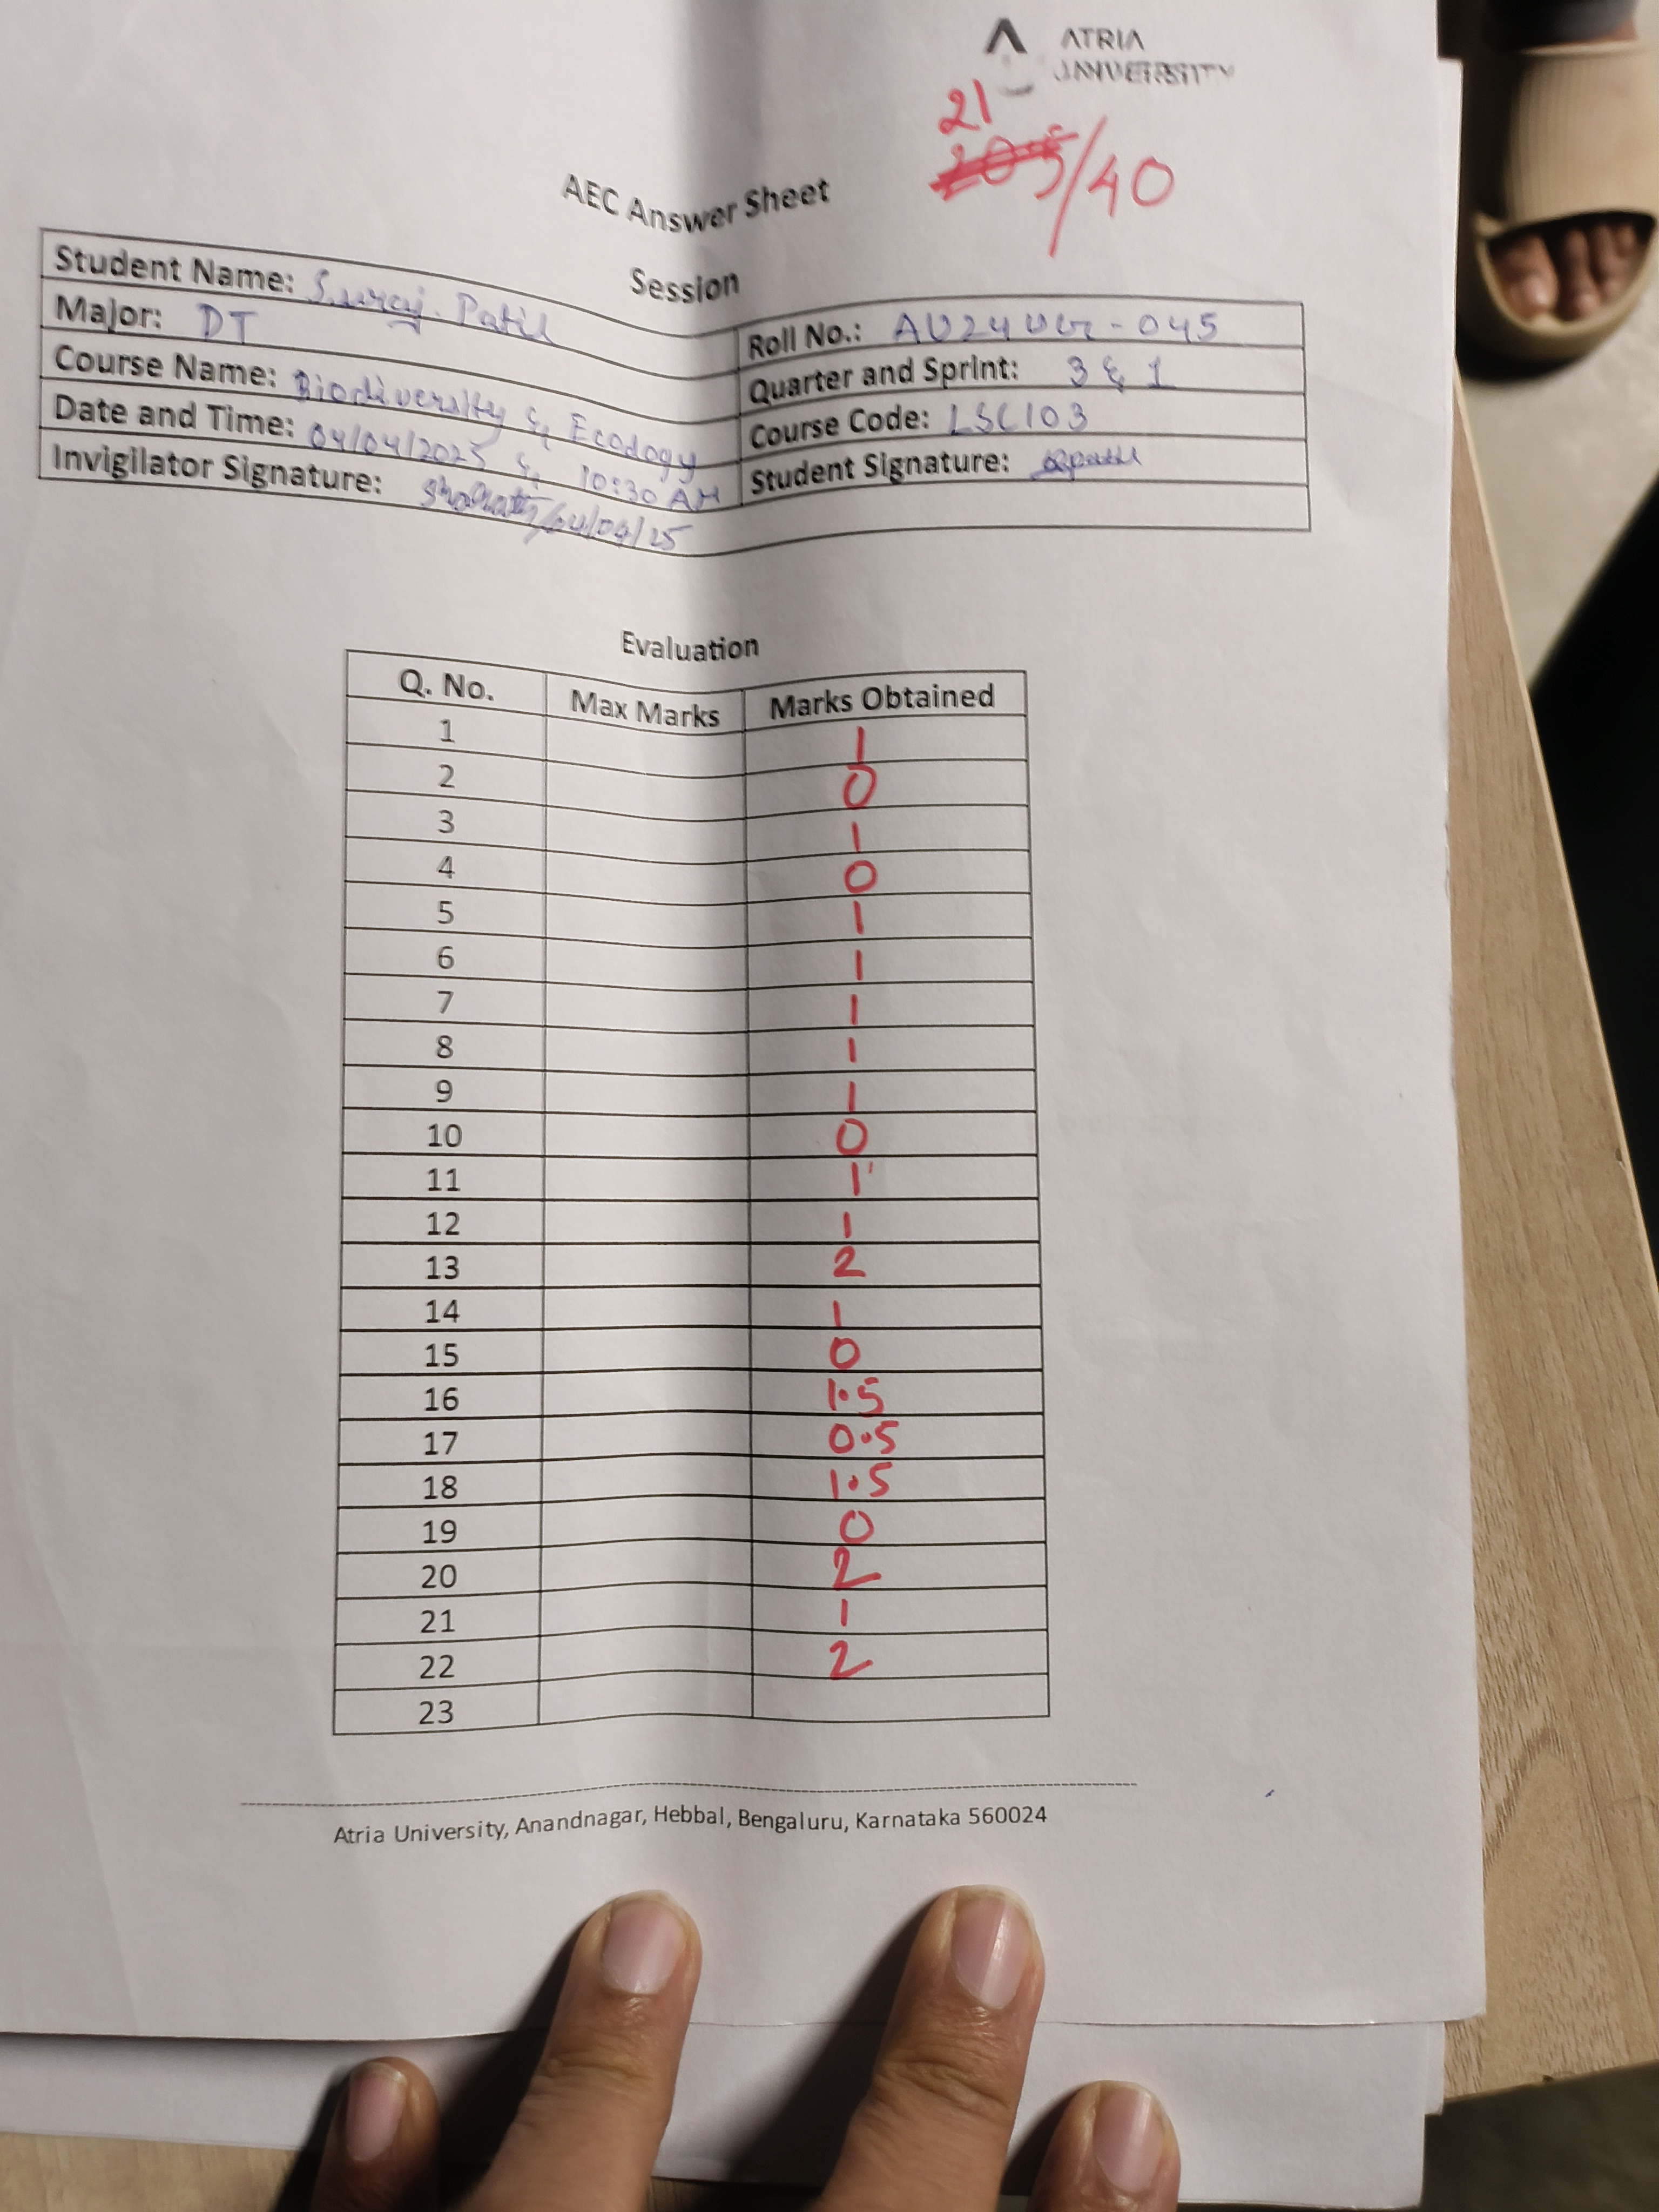 ATRIA
UNIVERSITY
21
20.5/40
AEC Answer Sheet
Session
Student Name: Suraj. Patil
Major: DT
Roll No.: AU24UG-045
Course Name: Biodiversity & Ecology
Quarter and Sprint: 3 & 1
Date and Time: 04/04/2025 & 10:30 AM
Course Code: LSC103
Invigilator Signature: 04/04/25
Student Signature: Spatil
Evaluation
Q. No. Max Marks Marks Obtained
1 1
2 0
3 1
4 0
5 1
6 1
7 1
8 1
9 1
10 0
11 1
12 1
13 2
14 1
15 0
16 1.5
17 0.5
18 1.5
19 0
20 2
21 1
22 2
23
Atria University, Anandnagar, Hebbal, Bengaluru, Karnataka 560024